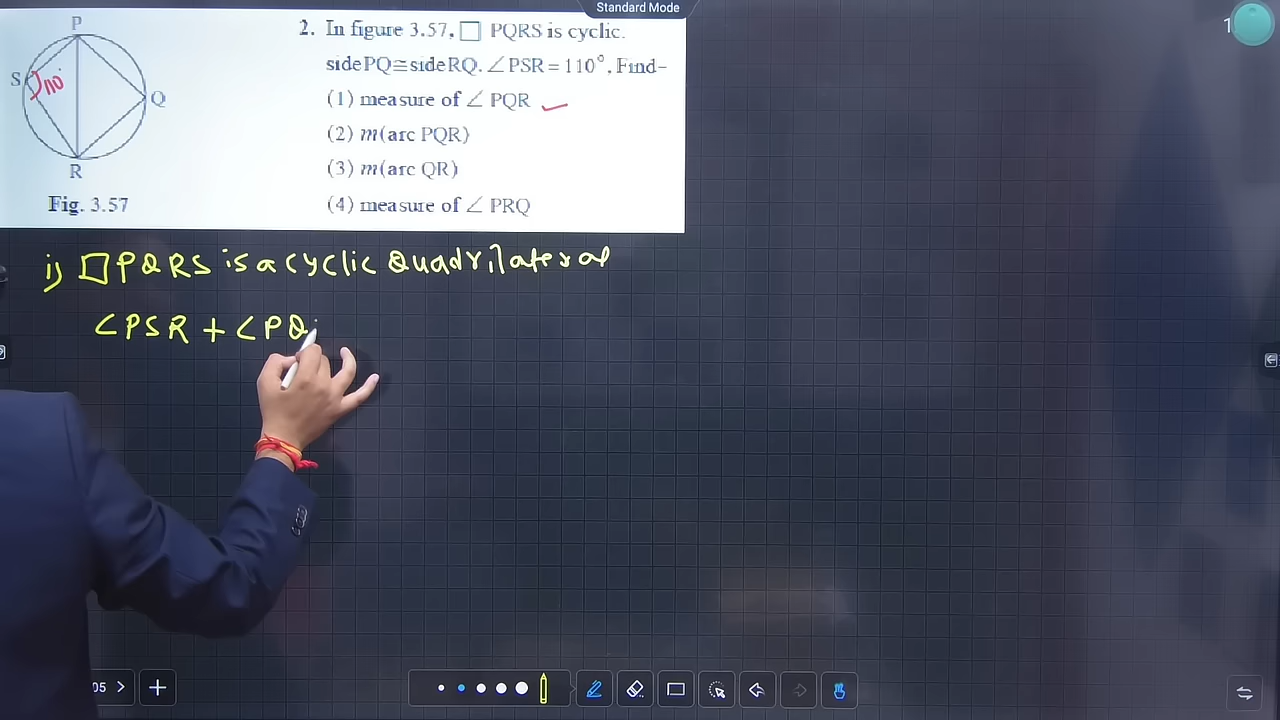 Standard Mode
P
S
110°
Q
R
Fig. 3.57
2. In figure 3.57, □ PQRS is cyclic.
side PQ ≅ side RQ. ∠PSR = 110°. Find–
(1) measure of ∠ PQR
(2) m(arc PQR)
(3) m(arc QR)
(4) measure of ∠ PRQ
1
i) □PQRS is a cyclic Quadrilateral
∠PSR + ∠PQ
05